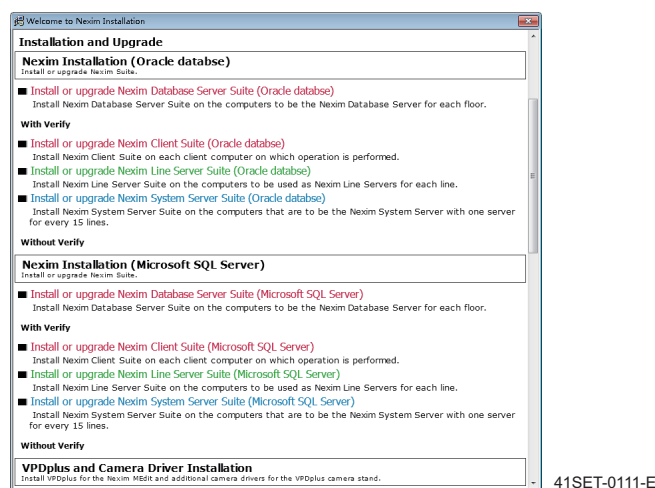 Welcome to Nexim Installation
Installation and Upgrade
Nexim Installation (Oracle databse)
Install or upgrade Nexim Suite.
Install or upgrade Nexim Database Server Suite (Oracle databse)
Install Nexim Database Server Suite on the computers to be the Nexim Database Server for each floor.
With Verify
Install or upgrade Nexim Client Suite (Oracle databse)
Install Nexim Client Suite on each client computer on which operation is performed.
Install or upgrade Nexim Line Server Suite (Oracle databse)
Install Nexim Line Server Suite on the computers to be used as Nexim Line Servers for each line.
Install or upgrade Nexim System Server Suite (Oracle databse)
Install Nexim System Server Suite on the computers that are to be the Nexim System Server with one server
for every 15 lines.
Without Verify
Nexim Installation (Microsoft SQL Server)
Install or upgrade Nexim Suite.
Install or upgrade Nexim Database Server Suite (Microsoft SQL Server)
Install Nexim Database Server Suite on the computers to be the Nexim Database Server for each floor.
With Verify
Install or upgrade Nexim Client Suite (Microsoft SQL Server)
Install Nexim Client Suite on each client computer on which operation is performed.
Install or upgrade Nexim Line Server Suite (Microsoft SQL Server)
Install Nexim Line Server Suite on the computers to be used as Nexim Line Servers for each line.
Install or upgrade Nexim System Server Suite (Microsoft SQL Server)
Install Nexim System Server Suite on the computers that are to be the Nexim System Server with one server
for every 15 lines.
Without Verify
VPDplus and Camera Driver Installation
Install VPDplus for the Nexim MEdit and additional camera drivers for the VPDplus camera stand.
41SET-0111-E